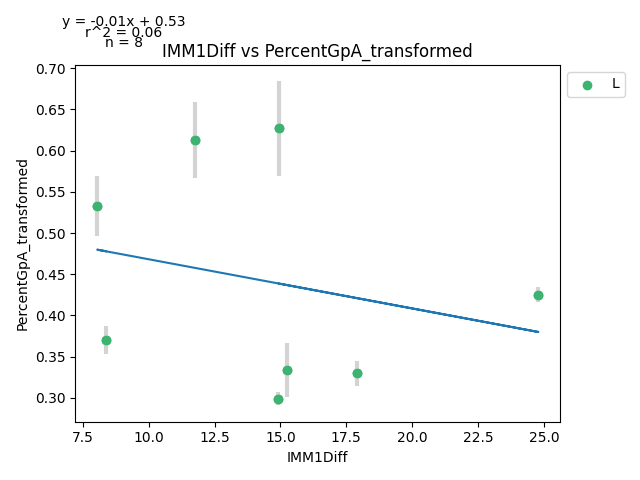 y = -0.01x + 0.53
r^2 = 0.06
n = 8
IMM1Diff vs PercentGpA_transformed
L
PercentGpA_transformed
0.70
0.65
0.60
0.55
0.50
0.45
0.40
0.35
0.30
7.5 10.0 12.5 15.0 17.5 20.0 22.5 25.0
IMM1Diff